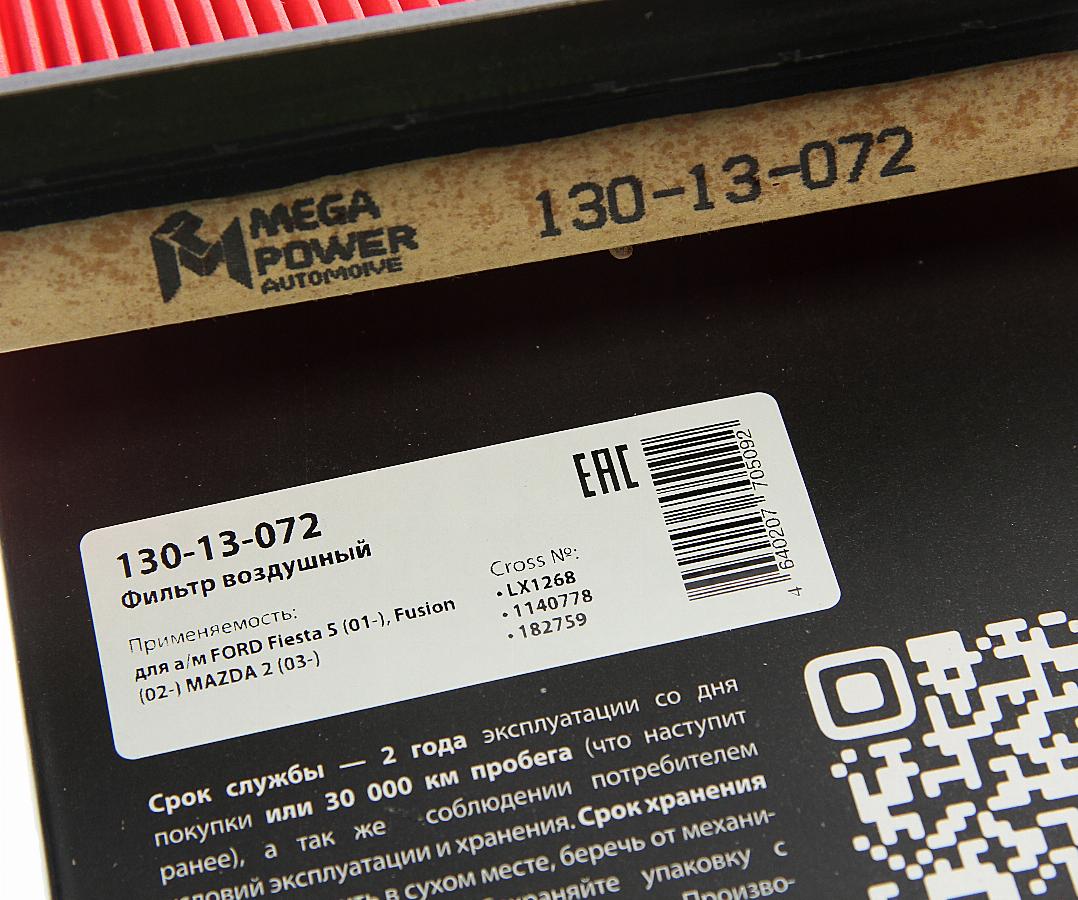 MEGA
POWER
AUTOMOIVE
130-13-072
EAC
4 640207 705092
130-13-072
Фильтр воздушный
Применяемость:
для а/м FORD Fiesta 5 (01-), Fusion
(02-) MAZDA 2 (03-)
Cross №:
• LX1268
• 1140778
• 182759
Срок службы — 2 года эксплуатации со дня
покупки или 30 000 км пробега (что наступит
ранее), а так же соблюдении потребителем
условий эксплуатации и хранения. Срок хранения
в сухом месте, беречь от механи-
упаковку с
Произво-